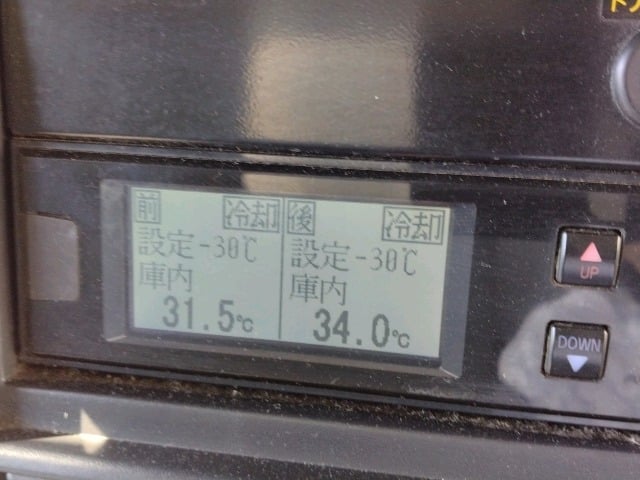 前 冷却
設定-30℃
庫内
31.5℃
後 冷却
設定-30℃
庫内
34.0℃
UP
DOWN